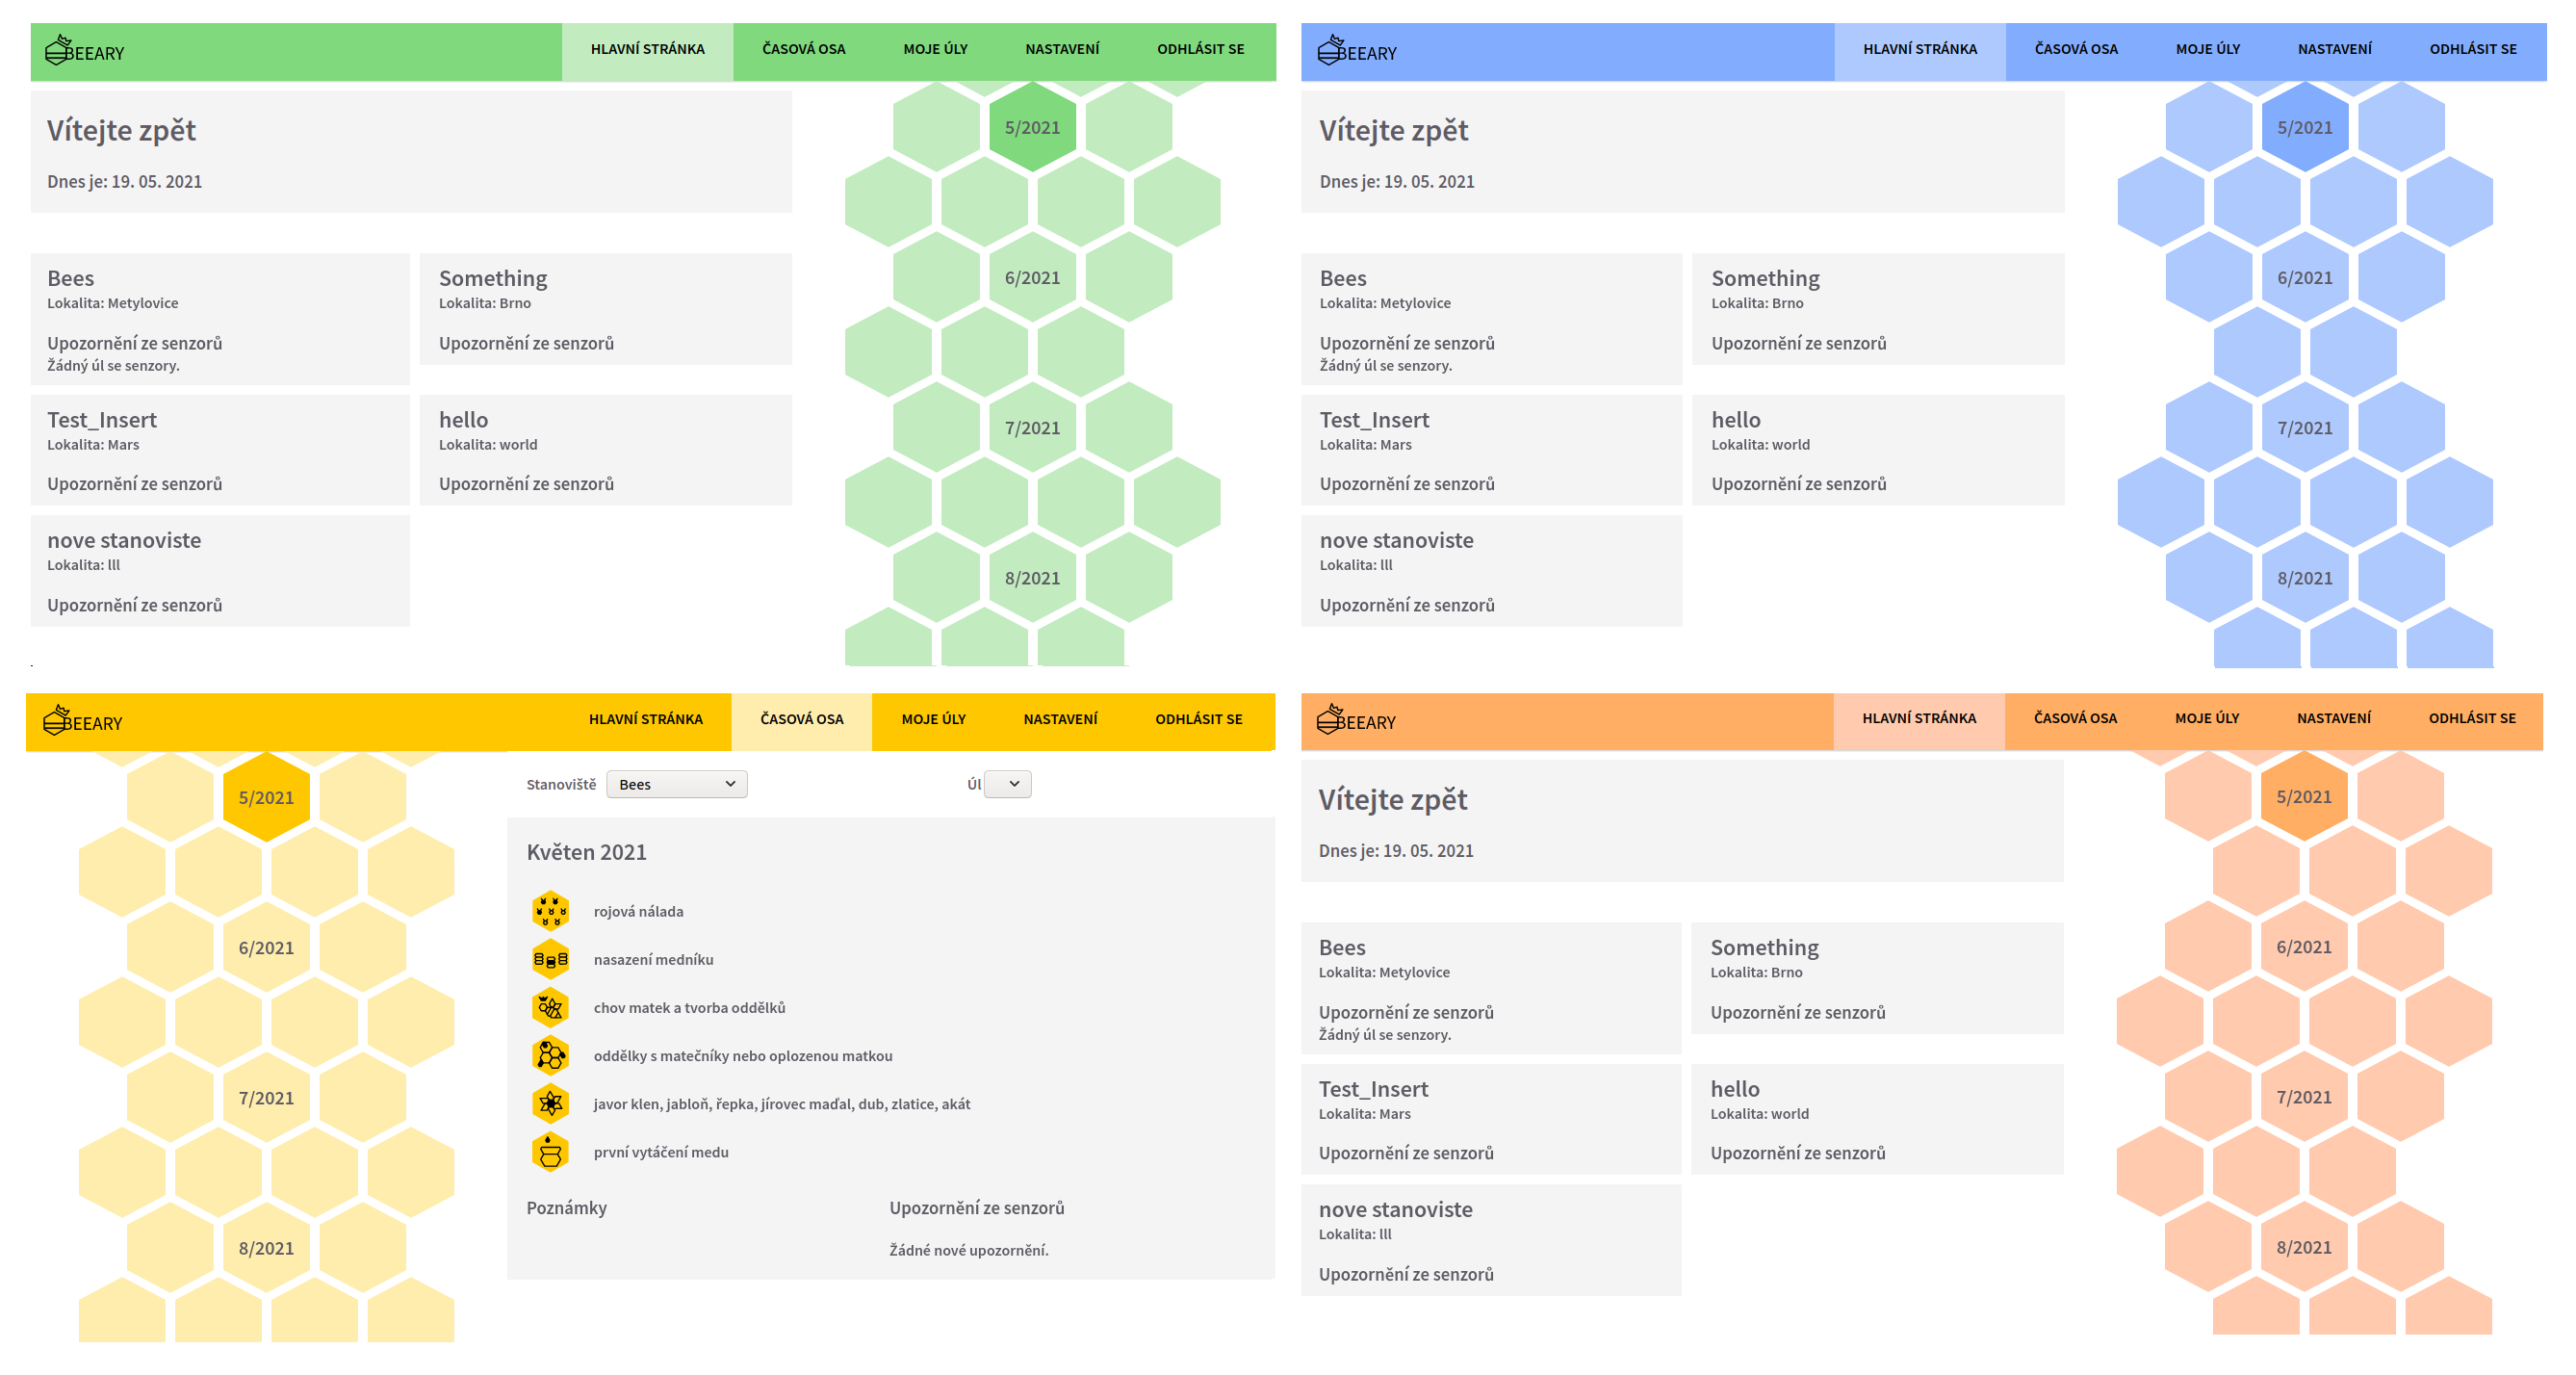 BEEARY
HLAVNÍ STRÁNKA
ČASOVÁ OSA
MOJE ÚLY
NASTAVENÍ
ODHLÁSIT SE
Vítejte zpět
Dnes je: 19. 05. 2021
Bees
Lokalita: Metylovice
Upozornění ze senzorů
Žádný úl se senzory.
Something
Lokalita: Brno
Upozornění ze senzorů
Test_Insert
Lokalita: Mars
Upozornění ze senzorů
hello
Lokalita: world
Upozornění ze senzorů
nove stanoviste
Lokalita: lll
Upozornění ze senzorů
5/2021
6/2021
7/2021
8/2021
BEEARY
HLAVNÍ STRÁNKA
ČASOVÁ OSA
MOJE ÚLY
NASTAVENÍ
ODHLÁSIT SE
Vítejte zpět
Dnes je: 19. 05. 2021
Bees
Lokalita: Metylovice
Upozornění ze senzorů
Žádný úl se senzory.
Something
Lokalita: Brno
Upozornění ze senzorů
Test_Insert
Lokalita: Mars
Upozornění ze senzorů
hello
Lokalita: world
Upozornění ze senzorů
nove stanoviste
Lokalita: lll
Upozornění ze senzorů
5/2021
6/2021
7/2021
8/2021
BEEARY
HLAVNÍ STRÁNKA
ČASOVÁ OSA
MOJE ÚLY
NASTAVENÍ
ODHLÁSIT SE
5/2021
6/2021
7/2021
8/2021
Stanoviště Bees
Úl
Květen 2021
rojová nálada
nasazení medníku
chov matek a tvorba oddělků
oddělky s matečníky nebo oplozenou matkou
javor klen, jabloň, řepka, jírovec maďal, dub, zlatice, akát
první vytáčení medu
Poznámky
Upozornění ze senzorů
Žádné nové upozornění.
BEEARY
HLAVNÍ STRÁNKA
ČASOVÁ OSA
MOJE ÚLY
NASTAVENÍ
ODHLÁSIT SE
Vítejte zpět
Dnes je: 19. 05. 2021
Bees
Lokalita: Metylovice
Upozornění ze senzorů
Žádný úl se senzory.
Something
Lokalita: Brno
Upozornění ze senzorů
Test_Insert
Lokalita: Mars
Upozornění ze senzorů
hello
Lokalita: world
Upozornění ze senzorů
nove stanoviste
Lokalita: lll
Upozornění ze senzorů
5/2021
6/2021
7/2021
8/2021